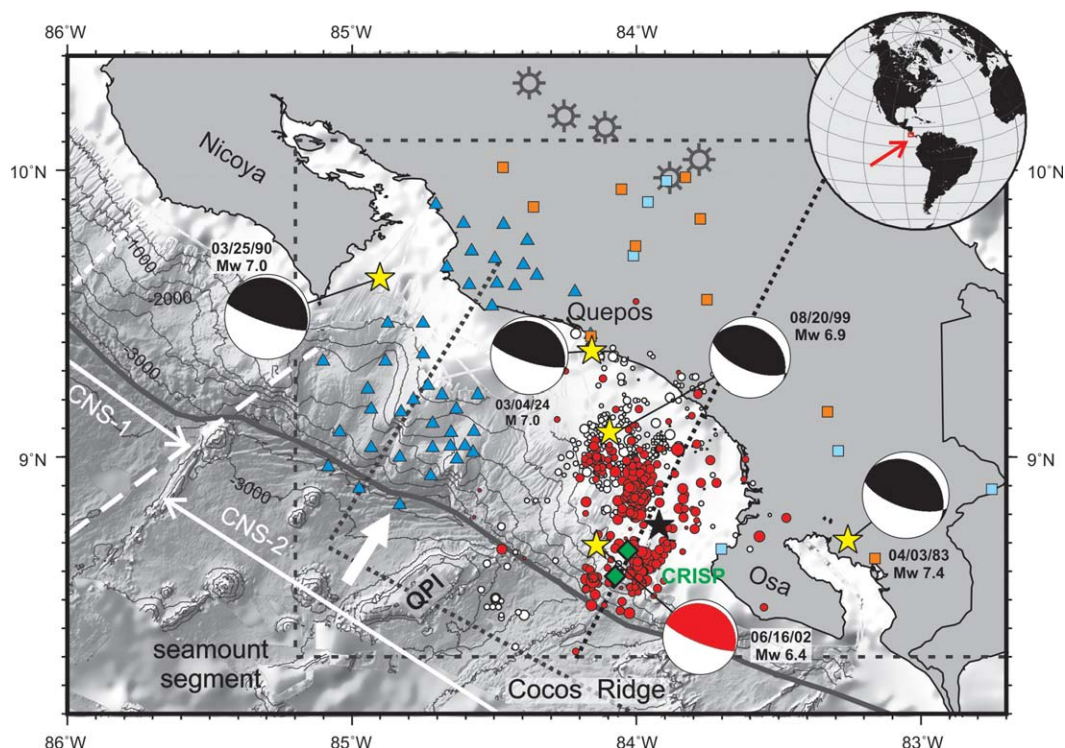 86°W
85°W
84°W
10°N
10°N
Nicoya
03/25/90
Mw 7.0
-1000
-2000
-3000
Quepos
08/20/99
Mw 6.9
03/04/24
M 7.0
9°N
9°N
CNS-1
-3000
CNS-2
QPI
CRISP
Osa
04/03/83
Mw 7.4
06/16/02
Mw 6.4
seamount
segment
Cocos Ridge
86°W
85°W
84°W
83°W